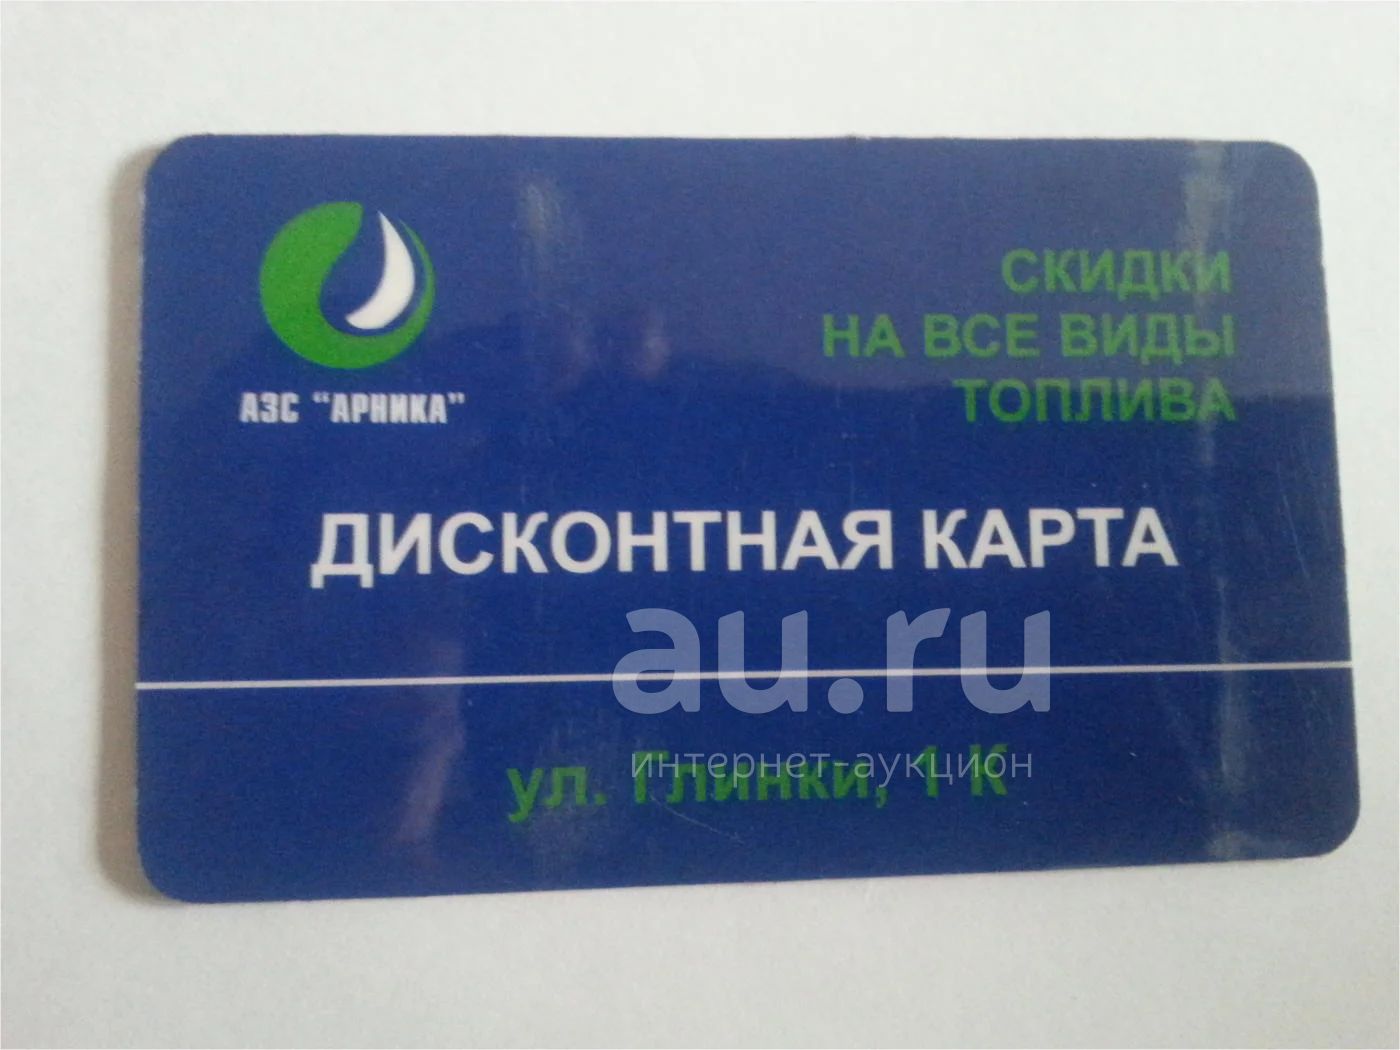 СКИДКИ
НА ВСЕ ВИДЫ
ТОПЛИВА
АЗС "АРНИКА"
ДИСКОНТНАЯ КАРТА
au.ru
интернет-аукцион
ул. Глинки, 1 К